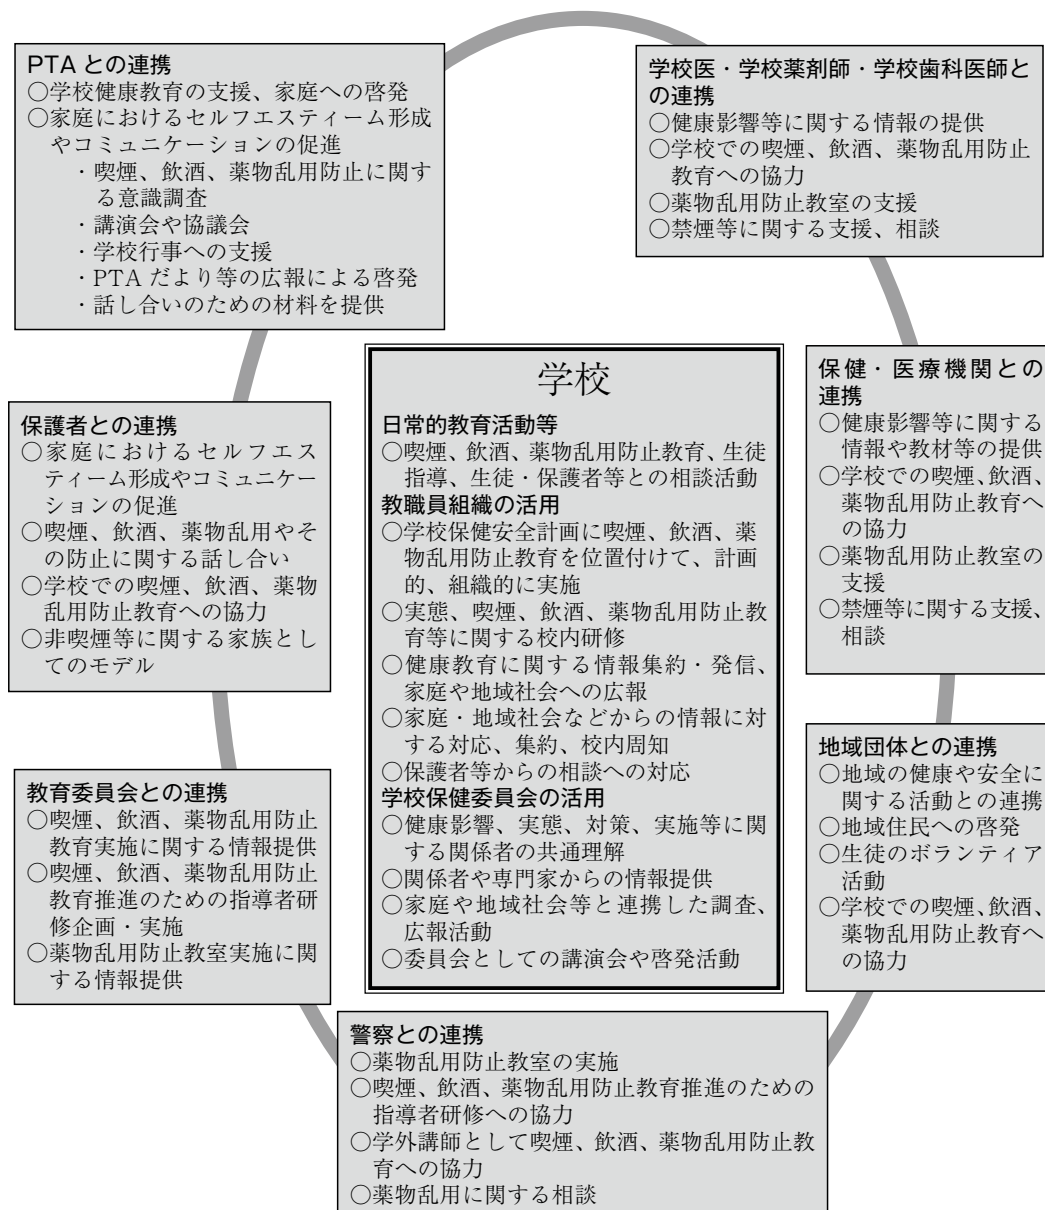 PTA との連携
○学校健康教育の支援、家庭への啓発
○家庭におけるセルフエスティーム形成
やコミュニケーションの促進
・喫煙、飲酒、薬物乱用防止に関す
る意識調査
・講演会や協議会
・学校行事への支援
・PTA だより等の広報による啓発
・話し合いのための材料を提供
学校医・学校薬剤師・学校歯科医師と
の連携
○健康影響等に関する情報の提供
○学校での喫煙、飲酒、薬物乱用防止
教育への協力
○薬物乱用防止教室の支援
○禁煙等に関する支援、相談
保護者との連携
○家庭におけるセルフエス
ティーム形成やコミュニケー
ションの促進
○喫煙、飲酒、薬物乱用やそ
の防止に関する話し合い
○学校での喫煙、飲酒、薬物
乱用防止教育への協力
○非喫煙等に関する家族とし
てのモデル
学校
日常的教育活動等
○喫煙、飲酒、薬物乱用防止教育、生徒
指導、生徒・保護者等との相談活動
教職員組織の活用
○学校保健安全計画に喫煙、飲酒、薬
物乱用防止教育を位置付けて、計画
的、組織的に実施
○実態、喫煙、飲酒、薬物乱用防止教
育等に関する校内研修
○健康教育に関する情報集約・発信、
家庭や地域社会への広報
○家庭・地域社会などからの情報に対
する対応、集約、校内周知
○保護者等からの相談への対応
学校保健委員会の活用
○健康影響、実態、対策、実施等に関
する関係者の共通理解
○関係者や専門家からの情報提供
○家庭や地域社会等と連携した調査、
広報活動
○委員会としての講演会や啓発活動
保健・医療機関との
連携
○健康影響等に関する
情報や教材等の提供
○学校での喫煙、飲酒、
薬物乱用防止教育へ
の協力
○薬物乱用防止教室の
支援
○禁煙等に関する支援、
相談
教育委員会との連携
○喫煙、飲酒、薬物乱用防止
教育実施に関する情報提供
○喫煙、飲酒、薬物乱用防止
教育推進のための指導者研
修企画・実施
○薬物乱用防止教室実施に関
する情報提供
地域団体との連携
○地域の健康や安全に
関する活動との連携
○地域住民への啓発
○生徒のボランティア
活動
○学校での喫煙、飲酒、
薬物乱用防止教育へ
の協力
警察との連携
○薬物乱用防止教室の実施
○喫煙、飲酒、薬物乱用防止教育推進のための
指導者研修への協力
○学外講師として喫煙、飲酒、薬物乱用防止教
育への協力
○薬物乱用に関する相談